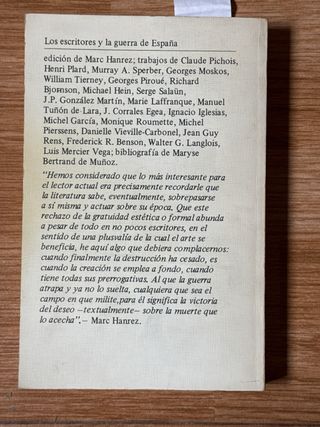 Los escritores y la guerra de España
edición de Marc Hanrez; trabajos de Claude Pichois,
Henri Plard, Murray A. Sperber, Georges Moskos,
William Tierney, Georges Piroué, Richard
Bjornson, Michael Hein, Serge Salaün,
J.P. González Martín, Marie Laffranque, Manuel
Tuñón de Lara, J. Corrales Egea, Ignacio Iglesias,
Michel García, Monique Roumette, Michel
Pierssens, Danielle Vieville-Carbonel, Jean Guy
Rens, Frederick R. Benson, Walter G. Langlois,
Luis Mercier Vega; bibliografía de Maryse
Bertrand de Muñoz.
"Hemos considerado que lo más interesante para
el lector actual era precisamente recordarle que
la literatura sabe, eventualmente, sobrepasarse
a sí misma y actuar sobre su época. Que este
rechazo de la gratuidad estética o formal abunda
a pesar de todo en no pocos escritores, en el
sentido de una plusvalía de la cual el arte se
beneficia, he aquí algo que debiera complacernos:
cuando finalmente la destrucción ha cesado, es
cuando la creación se emplea a fondo, cuando
tiene todas sus prerrogativas. Al que la guerra
atrapa y ya no lo suelta, cualquiera que sea el
campo en que milite,para él significa la victoria
del deseo —textualmente— sobre la muerte que
lo acecha".— Marc Hanrez.